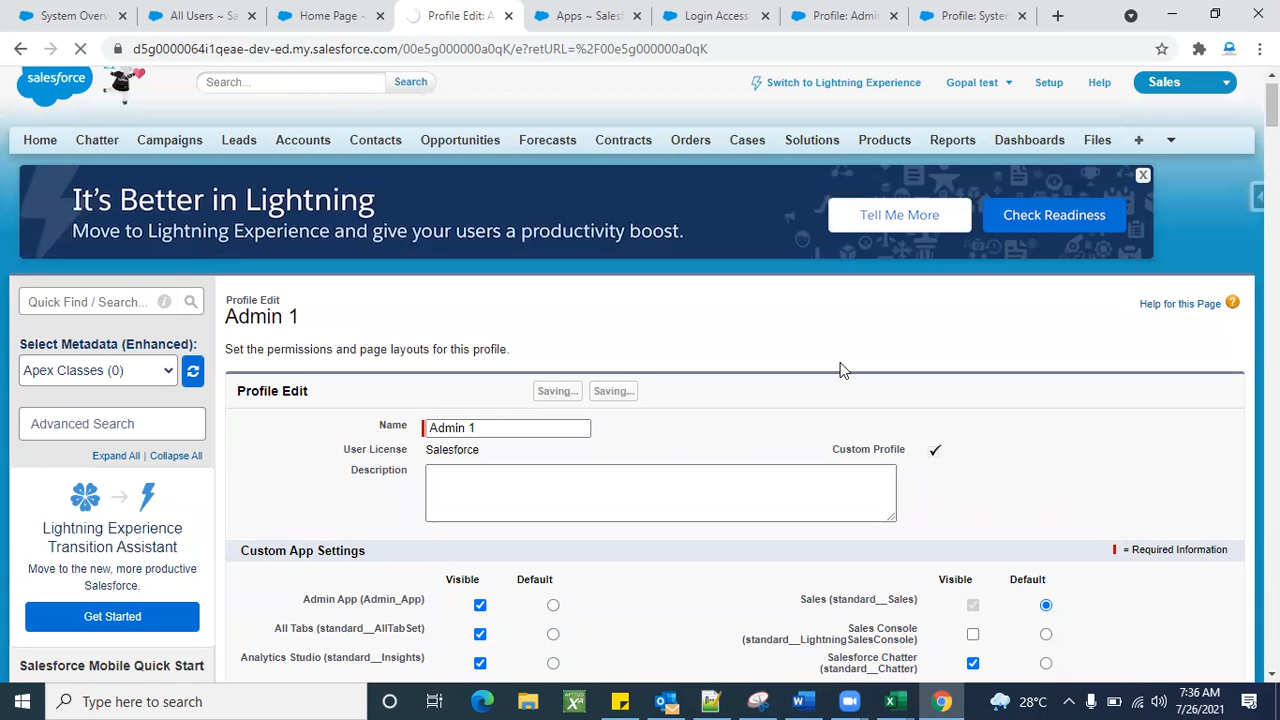 System Overv
All Users ~ Sa
Home Page ~
Profile Edit: A
Apps ~ Salesf
Login Access
Profile: Admin
Profile: Syste
d5g0000064i1qeae-dev-ed.my.salesforce.com/00e5g000000a0qK/e?retURL=%2F00e5g000000a0qK
salesforce
Search...
Search
Switch to Lightning Experience
Gopal test
Setup
Help
Sales
Home
Chatter
Campaigns
Leads
Accounts
Contacts
Opportunities
Forecasts
Contracts
Orders
Cases
Solutions
Products
Reports
Dashboards
Files
It's Better in Lightning
Move to Lightning Experience and give your users a productivity boost.
Tell Me More
Check Readiness
X
Quick Find / Search...
Select Metadata (Enhanced):
Apex Classes (0)
Advanced Search
Expand All | Collapse All
Lightning Experience
Transition Assistant
Move to the new, more productive
Salesforce.
Get Started
Salesforce Mobile Quick Start
Profile Edit
Admin 1
Help for this Page
Set the permissions and page layouts for this profile.
Profile Edit
Saving...
Saving...
Name
Admin 1
User License
Salesforce
Custom Profile
Description
Custom App Settings
= Required Information
Visible
Default
Visible
Default
Admin App (Admin_App)
Sales (standard__Sales)
All Tabs (standard__AllTabSet)
Sales Console
(standard__LightningSalesConsole)
Analytics Studio (standard__Insights)
Salesforce Chatter
(standard__Chatter)
Type here to search
28°C
7:36 AM
7/26/2021